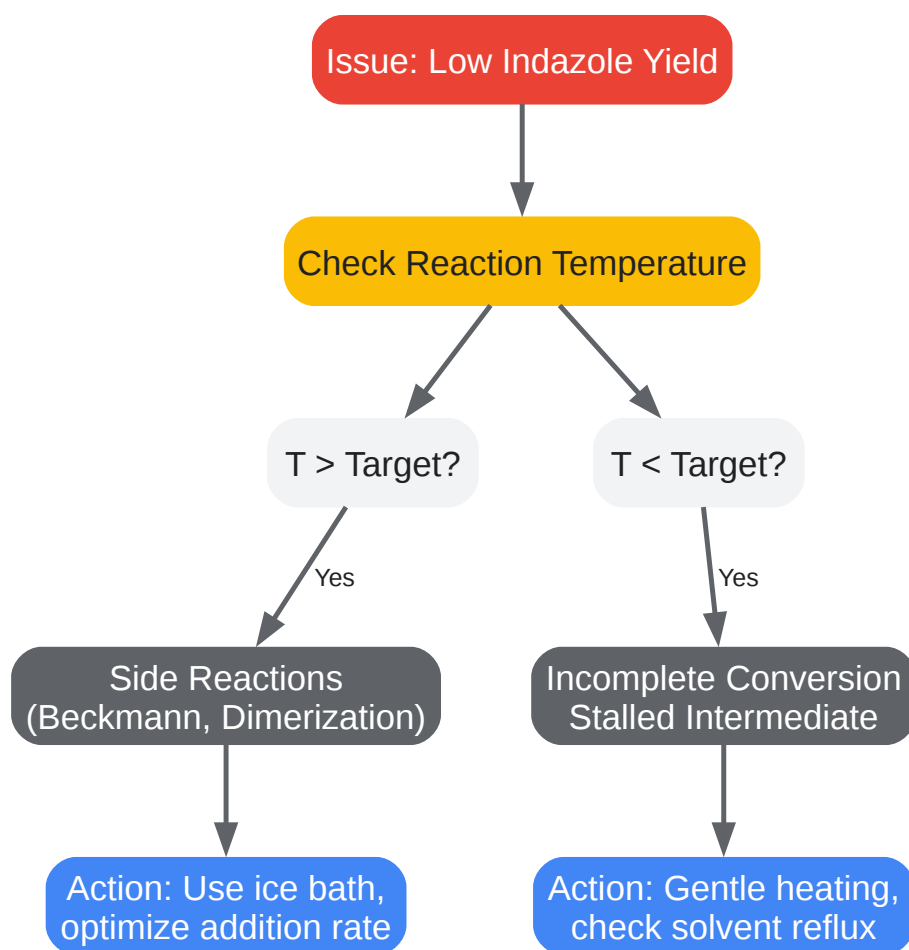 Issue: Low Indazole Yield
Check Reaction Temperature
T > Target?
T < Target?
Yes
Yes
Side Reactions
(Beckmann, Dimerization)
Incomplete Conversion
Stalled Intermediate
Action: Use ice bath,
optimize addition rate
Action: Gentle heating,
check solvent reflux